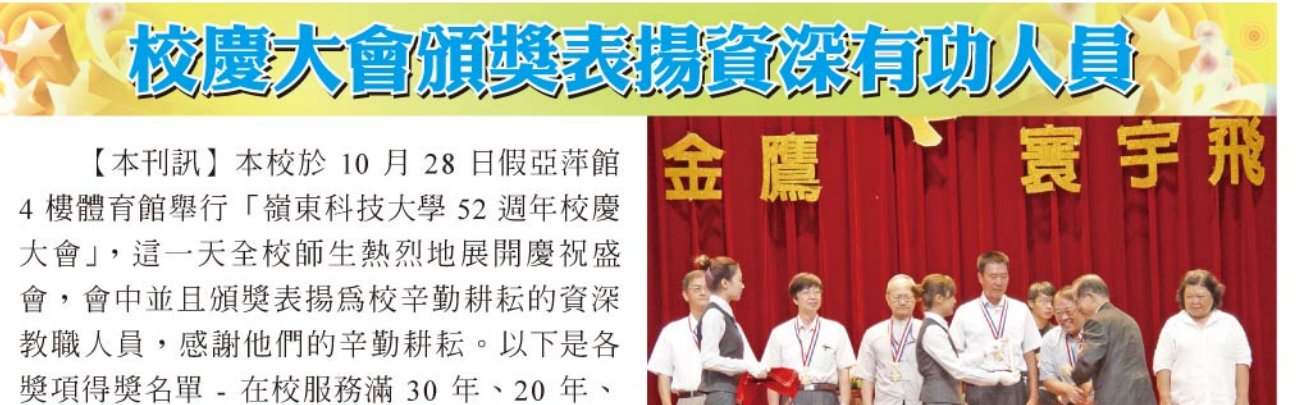 校慶大會頒獎表揚資深有功人員
【本刊訊】本校於 10 月 28 日假亞萍館
4 樓體育館舉行「嶺東科技大學 52 週年校慶
大會」，這一天全校師生熱烈地展開慶祝盛
會，會中並且頒獎表揚爲校辛勤耕耘的資深
教職人員，感謝他們的辛勤耕耘。以下是各
獎項得獎名單 - 在校服務滿 30 年、20 年、
金鷹 寰宇飛